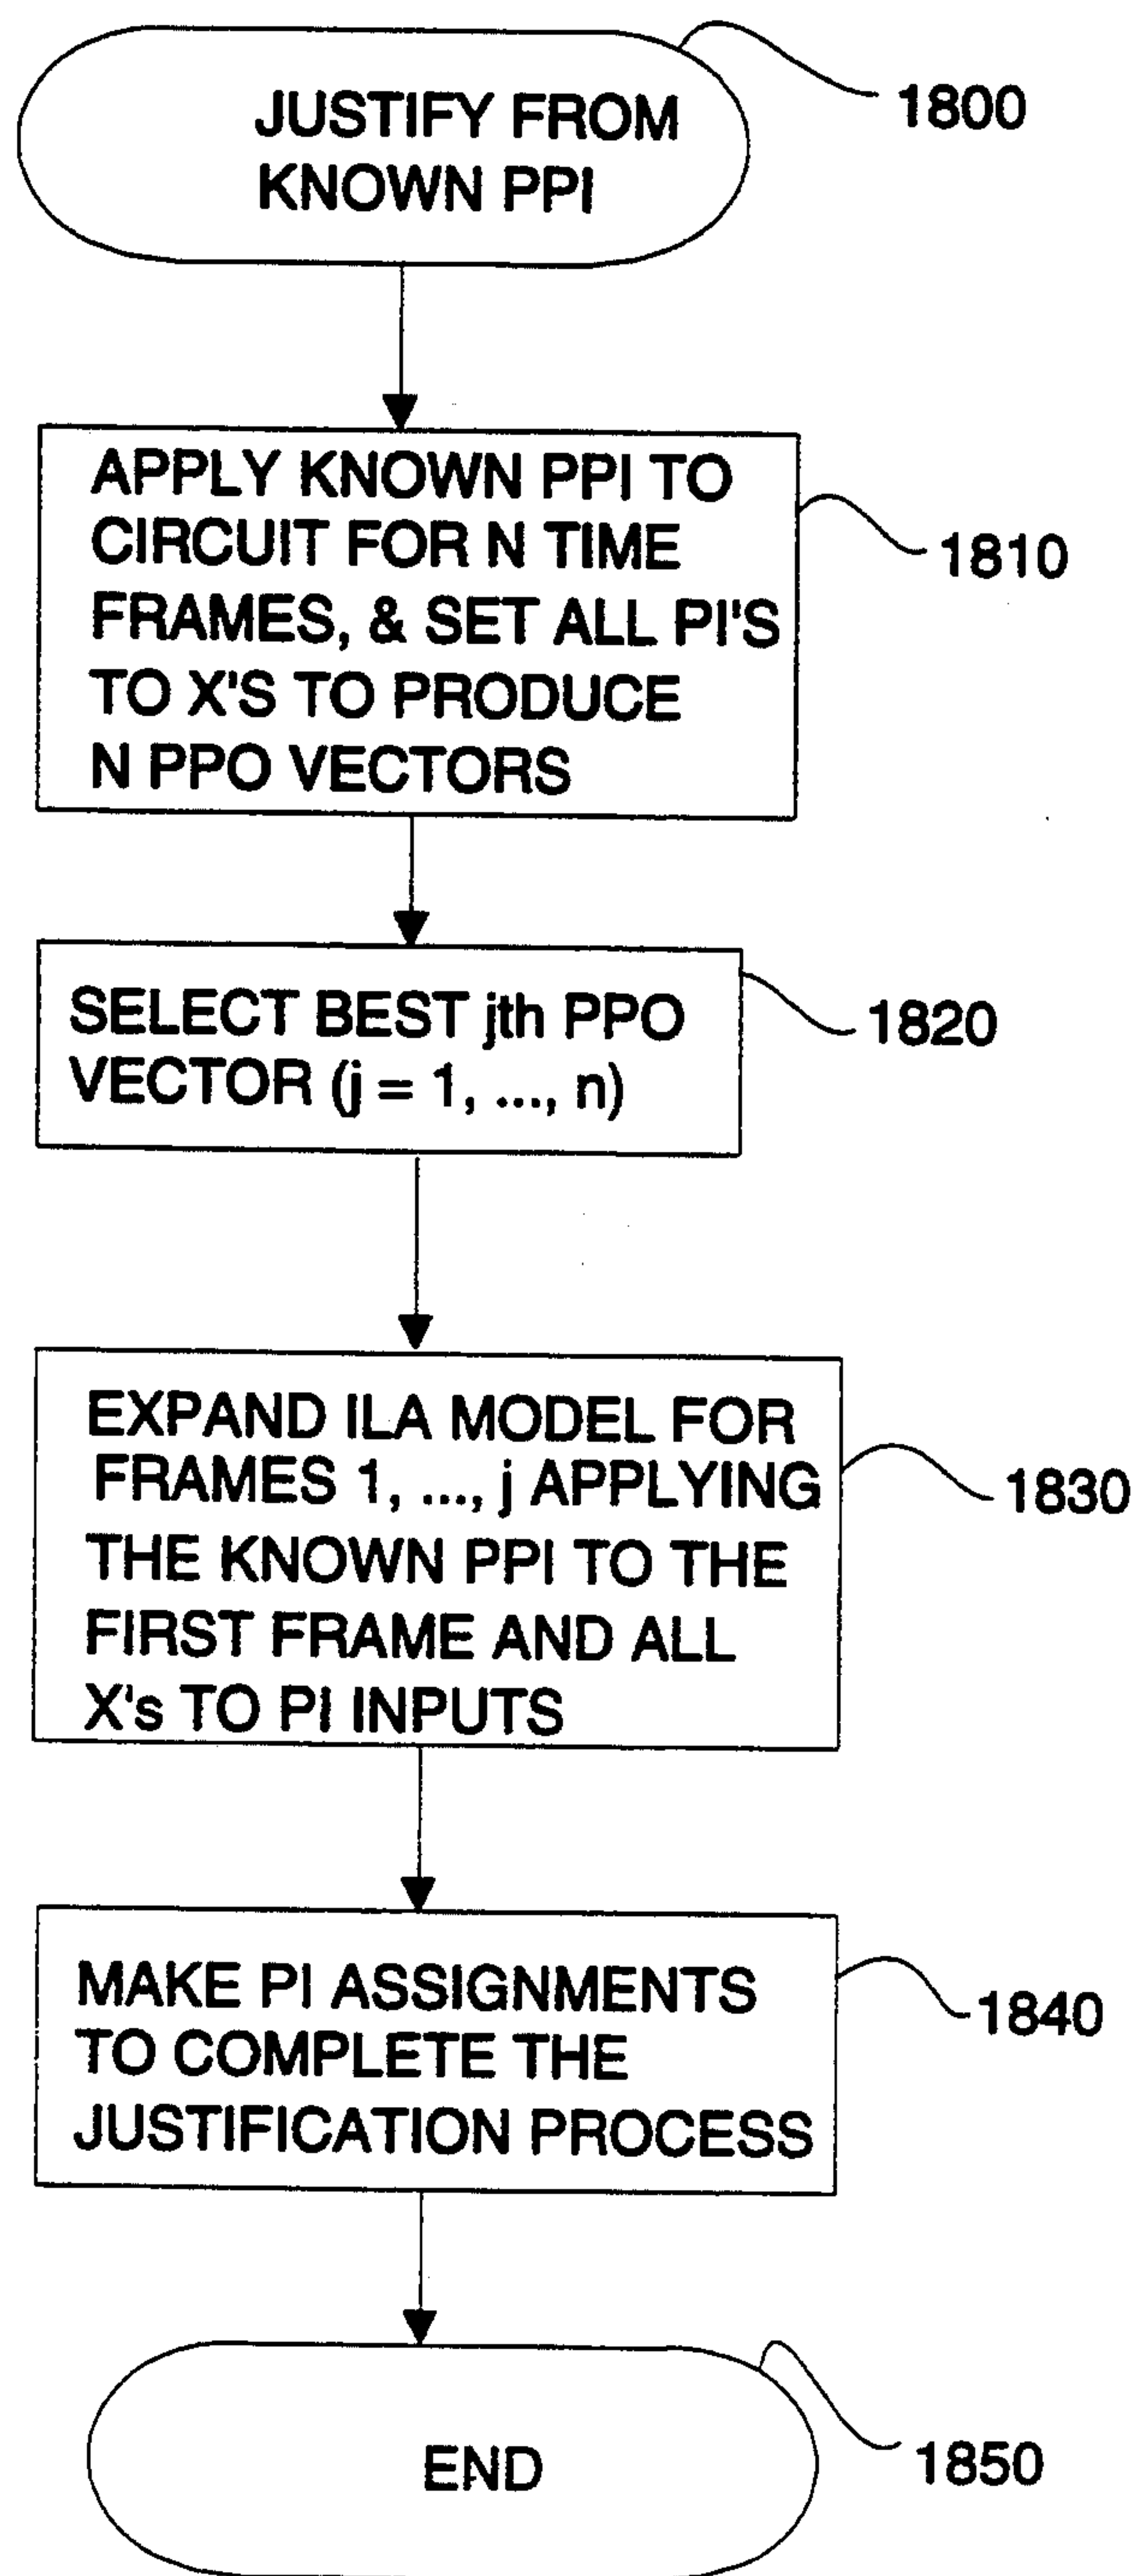 JUSTIFY FROM
KNOWN PPI
1800
APPLY KNOWN PPI TO
CIRCUIT FOR N TIME
FRAMES, & SET ALL PI'S
TO X'S TO PRODUCE
N PPO VECTORS
1810
SELECT BEST jth PPO
VECTOR (j = 1, ..., n)
1820
EXPAND ILA MODEL FOR
FRAMES 1, ..., j APPLYING
THE KNOWN PPI TO THE
FIRST FRAME AND ALL
X's TO PI INPUTS
1830
MAKE PI ASSIGNMENTS
TO COMPLETE THE
JUSTIFICATION PROCESS
1840
END
1850